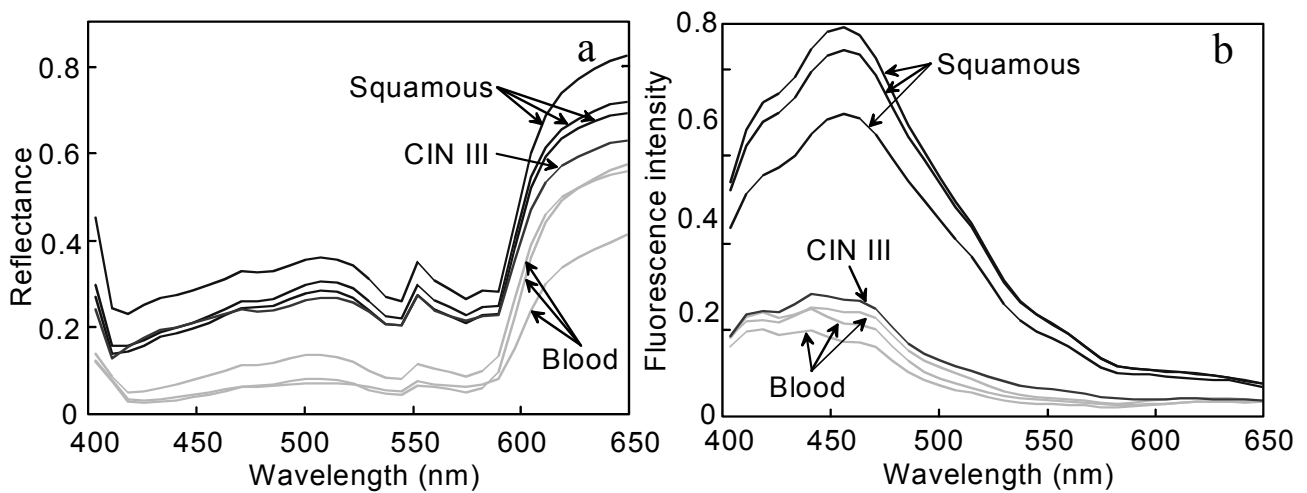 a
0.8
0.6
0.4
0.2
0
Reflectance
Squamous
CIN III
Blood
400 450 500 550 600 650
Wavelength (nm)
b
0.8
0.6
0.4
0.2
0
Fluorescence intensity
Squamous
CIN III
Blood
400 450 500 550 600 650
Wavelength (nm)